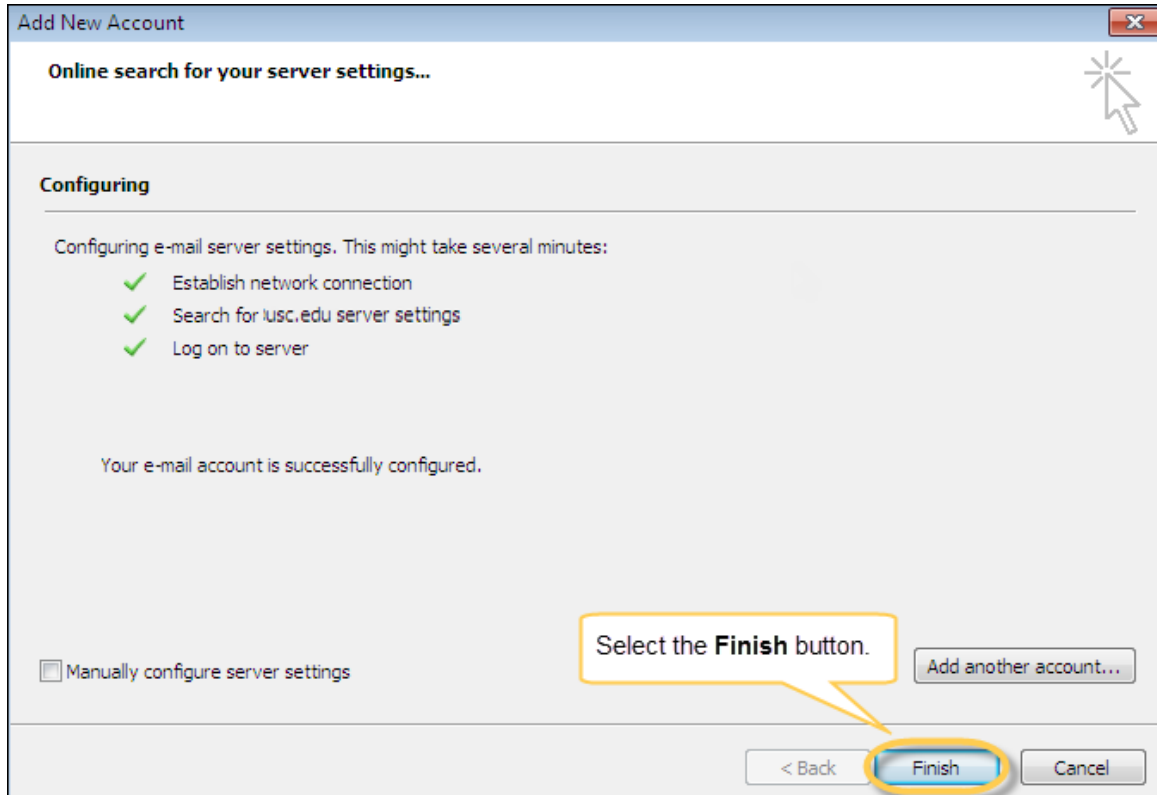 Add New Account
Online search for your server settings...
Configuring
Configuring e-mail server settings. This might take several minutes:
Establish network connection
Search for usc.edu server settings
Log on to server
Your e-mail account is successfully configured.
Select the Finish button.
Manually configure server settings
Add another account...
< Back
Finish
Cancel